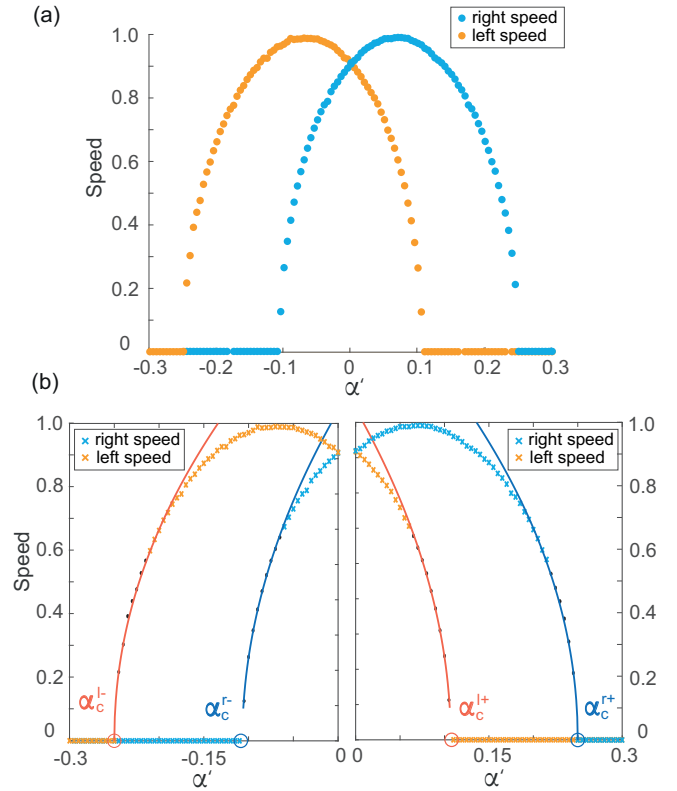 (a)
right speed
left speed
Speed
1.0
0.8
0.6
0.4
0.2
0
-0.3
-0.2
-0.1
0
0.1
0.2
0.3
α'
(b)
right speed
left speed
Speed
1.0
0.8
0.6
0.4
0.2
0
α_c^{l-}
α_c^{r-}
-0.3
-0.15
0
α'
right speed
left speed
1.0
0.8
0.6
0.4
0.2
0
α_c^{l+}
α_c^{r+}
0
0.15
0.3
α'